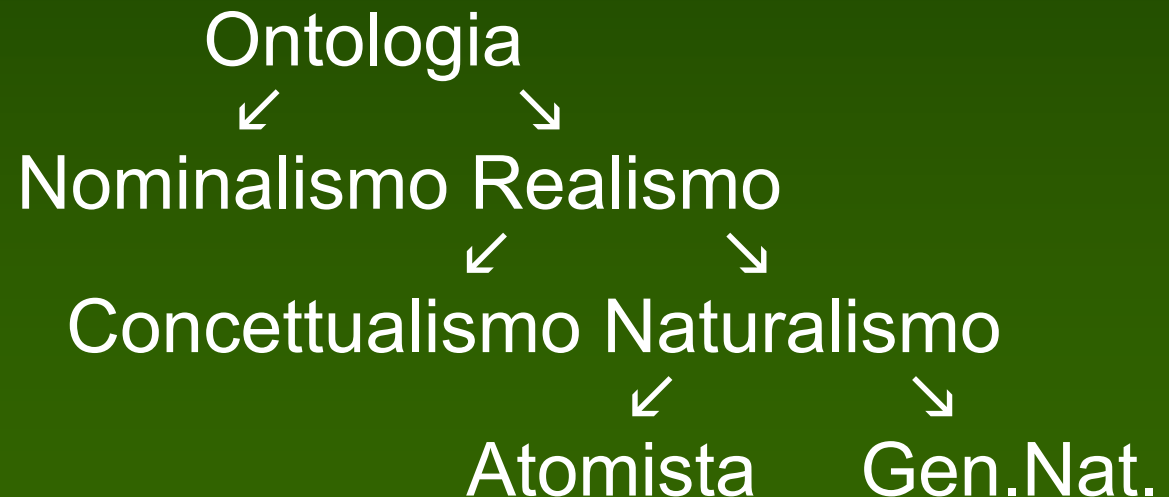 Ontologia
↙ ↘
Nominalismo Realismo
↙ ↘
Concettualismo Naturalismo
↙ ↘
Atomista Gen.Nat.